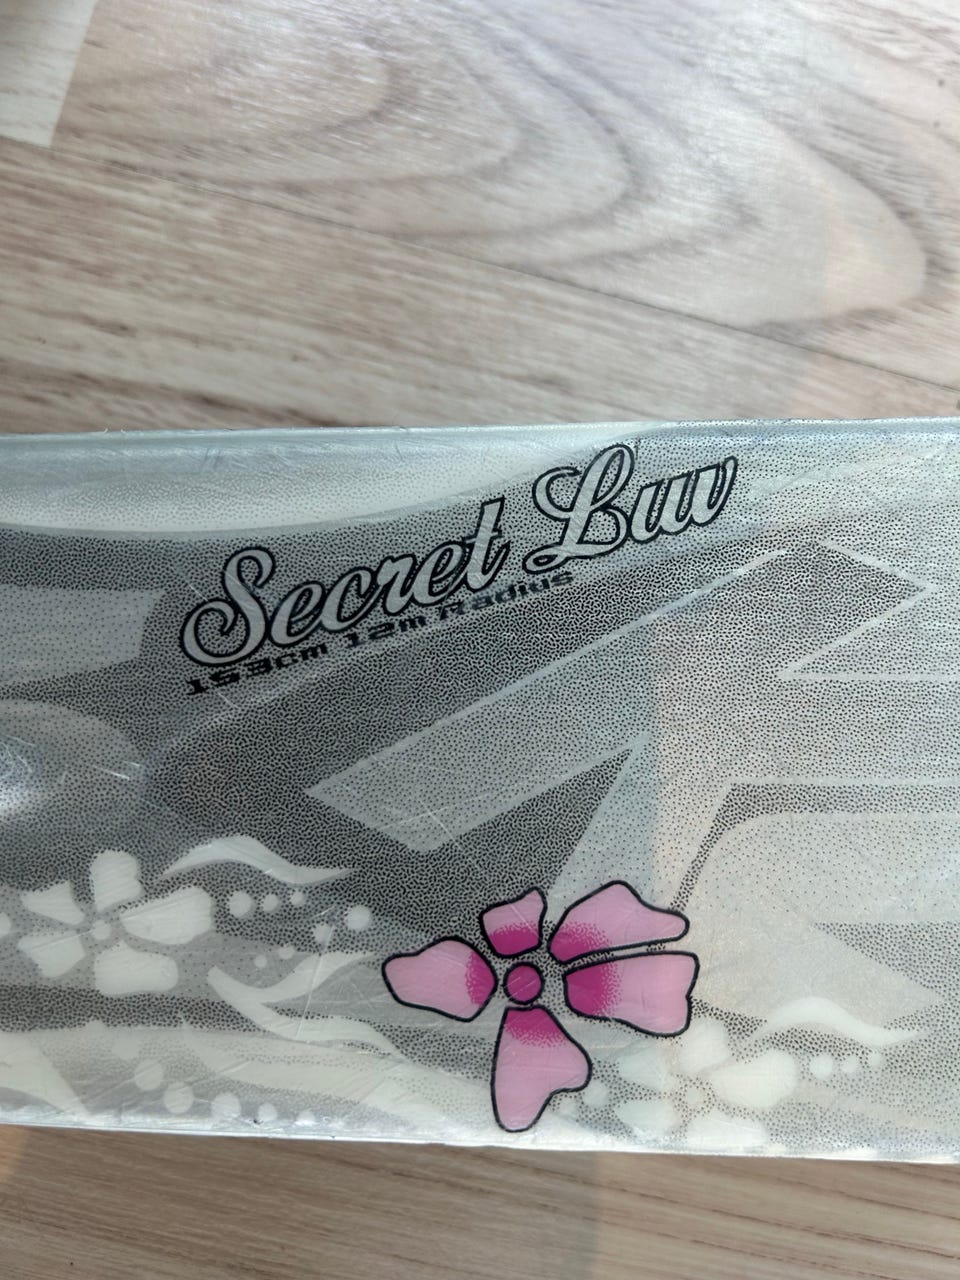 Secret Luv
153cm 12m Radius